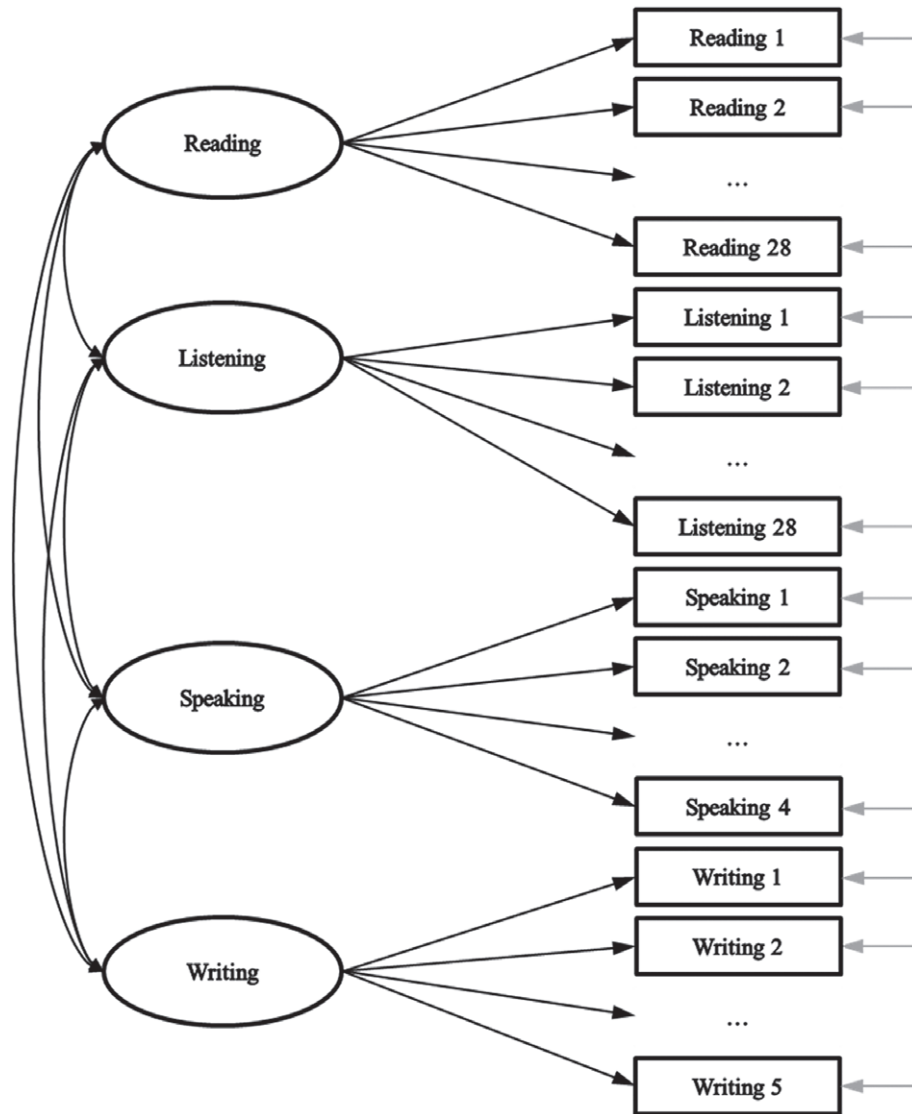 Reading 1
Reading 2
Reading
...
Reading 28
Listening 1
Listening
Listening 2
...
Listening 28
Speaking 1
Speaking 2
Speaking
...
Speaking 4
Writing 1
Writing 2
Writing
...
Writing 5